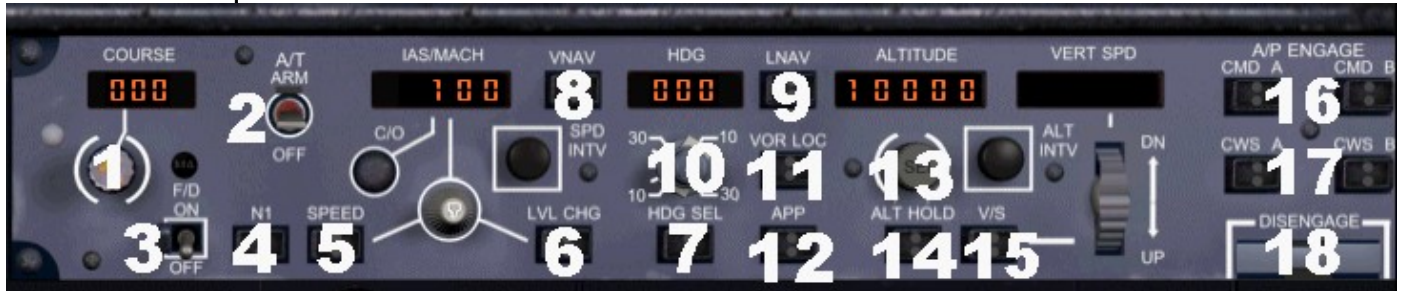 COURSE
A/T
ARM
IAS/MACH
VNAV
HDG
LNAV
ALTITUDE
VERT SPD
A/P ENGAGE
CMD A
CMD B
000
2
100
8
000
9
10000
16
OFF
C/O
SPD
INTV
30
10
VOR LOC
ALT
INTV
DN
CWS A
CWS B
1
10
11
13
17
F/D
ON
10
30
3
OFF
N1
4
SPEED
5
LVL CHG
6
HDG SEL
7
APP
12
ALT HOLD
14
V/S
15
UP
DISENGAGE
18